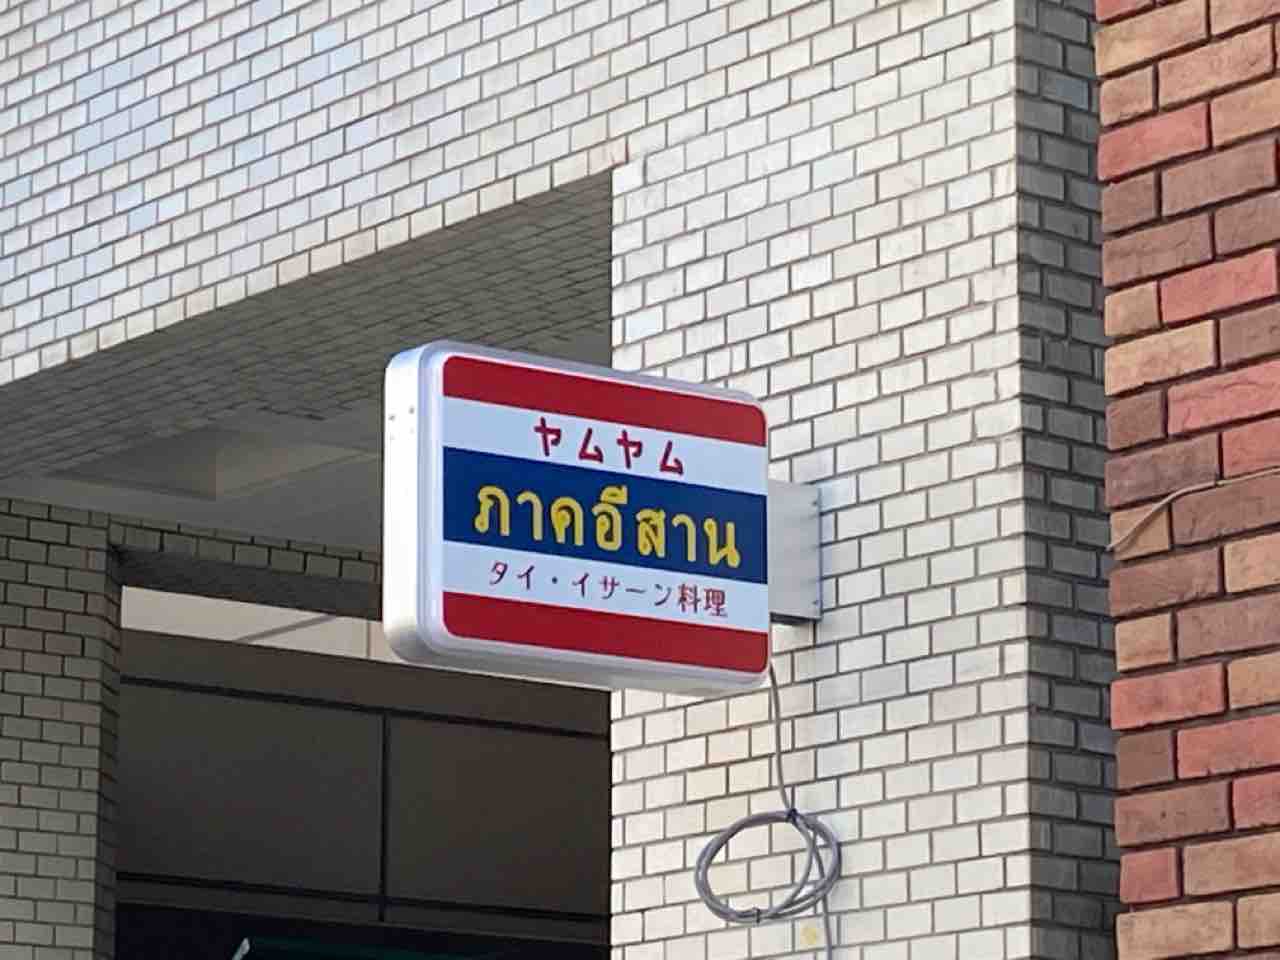 ヤムヤム
ภาคอีสาน
タイ・イサーン料理